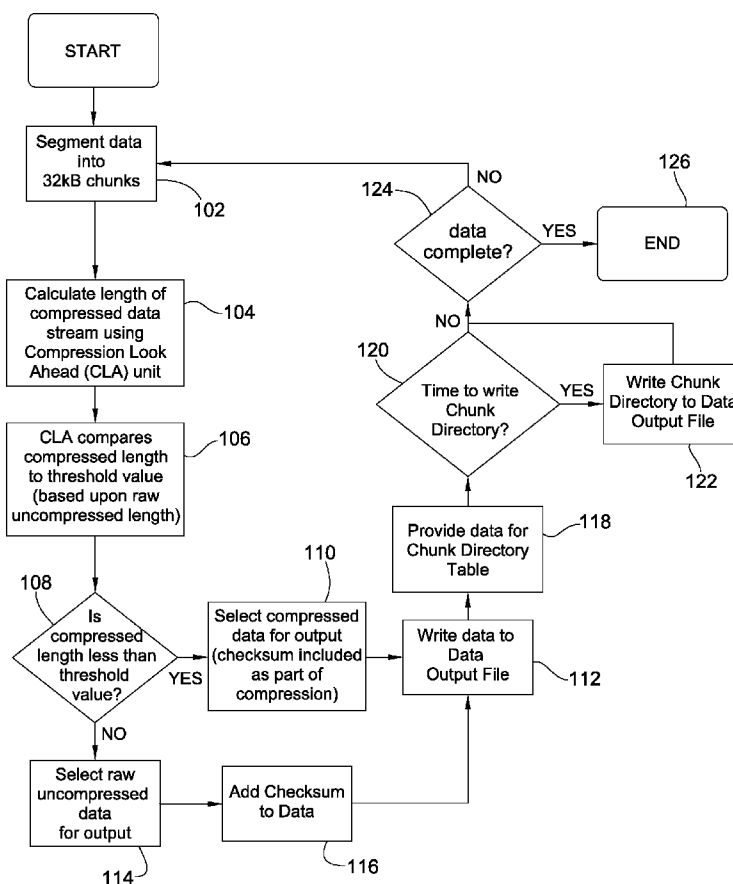 START
Segment data
into
32kB chunks
102
Calculate length of
compressed data
stream using
Compression Look
Ahead (CLA) unit
104
CLA compares
compressed length
to threshold value
(based upon raw
uncompressed length)
106
108
Is
compressed
length less than
threshold
value?
YES
NO
110
Select compressed
data for output
(checksum included
as part of
compression)
Write data to
Data
Output File
112
Select raw
uncompressed
data
for output
114
Add Checksum
to Data
116
Provide data for
Chunk Directory
Table
118
120
Time to write
Chunk
Directory?
YES
NO
Write Chunk
Directory to Data
Output File
122
124
data
complete?
NO
YES
126
END